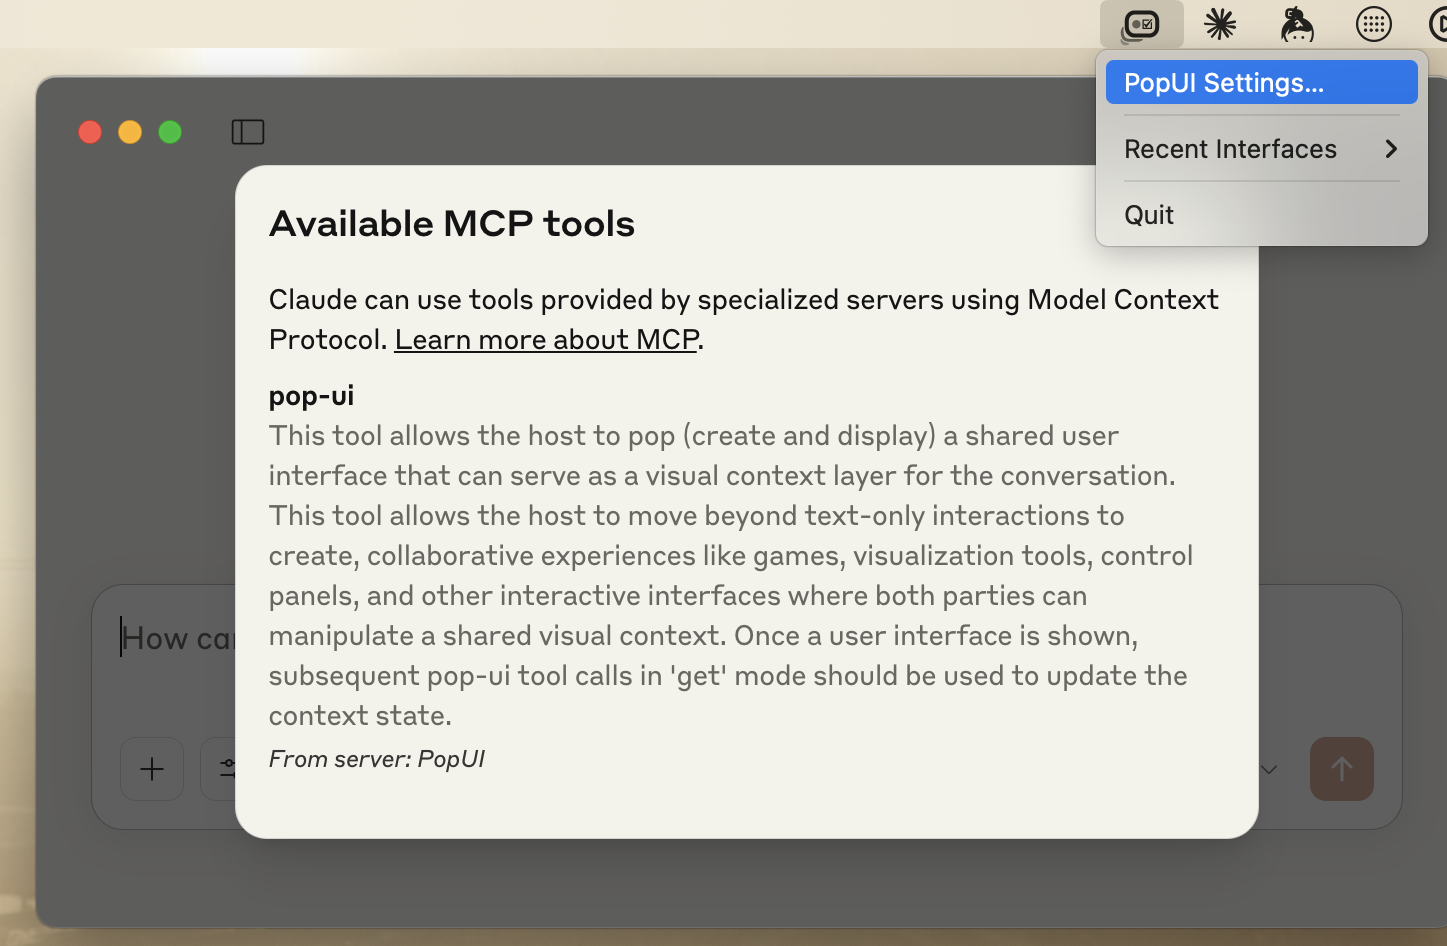 PopUI Settings...
Recent Interfaces
Quit
Available MCP tools
Claude can use tools provided by specialized servers using Model Context
Protocol. Learn more about MCP.
pop-ui
This tool allows the host to pop (create and display) a shared user
interface that can serve as a visual context layer for the conversation.
This tool allows the host to move beyond text-only interactions to
create, collaborative experiences like games, visualization tools, control
panels, and other interactive interfaces where both parties can
manipulate a shared visual context. Once a user interface is shown,
subsequent pop-ui tool calls in 'get' mode should be used to update the
context state.
From server: PopUI
How